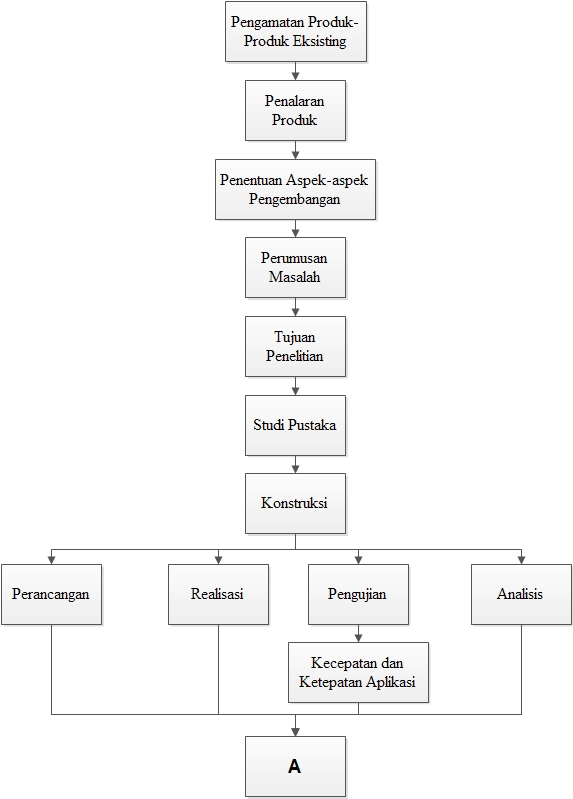 Pengamatan Produk-
Produk Eksisting
Penalaran
Produk
Penentuan Aspek-aspek
Pengembangan
Perumusan
Masalah
Tujuan
Penelitian
Studi Pustaka
Konstruksi
Perancangan
Realisasi
Pengujian
Analisis
Kecepatan dan
Ketepatan Aplikasi
A